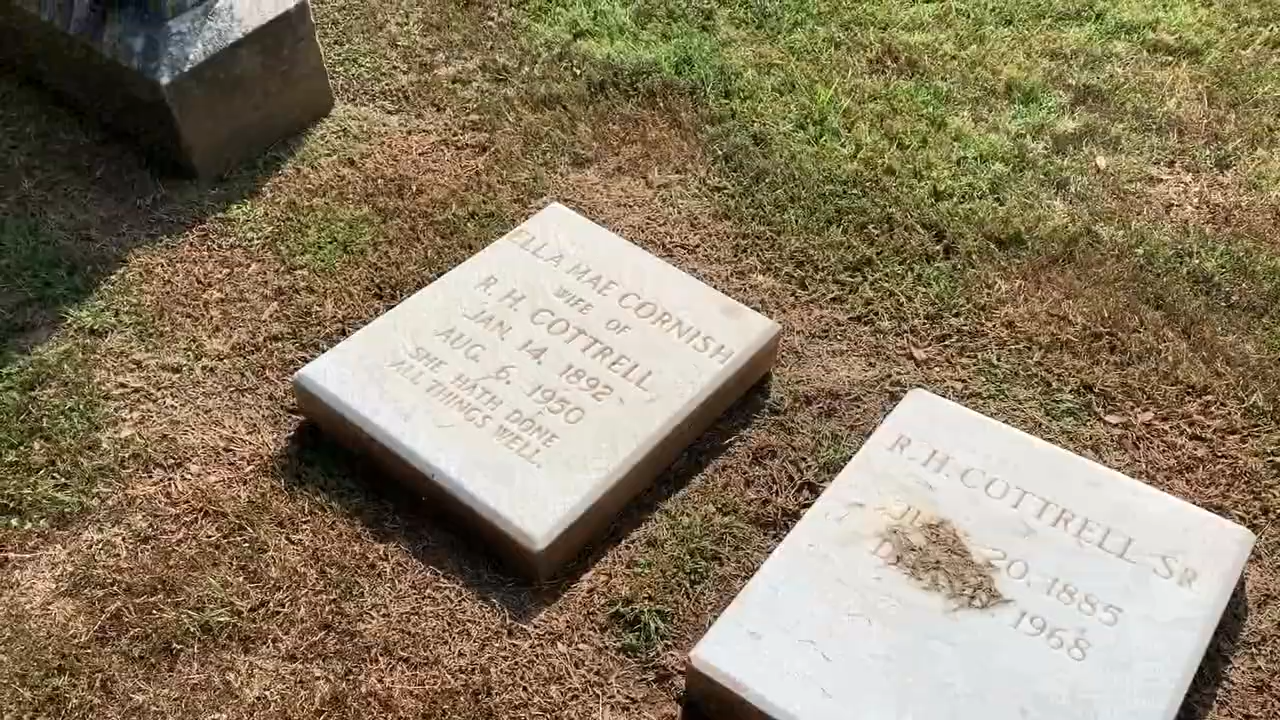 ELLA MAE CORNISH
WIFE OF
R. H. COTTRELL
JAN. 14, 1892
AUG. 6, 1950
SHE HATH DONE
ALL THINGS WELL.
R. H. COTTRELL SR
20, 1885
1968